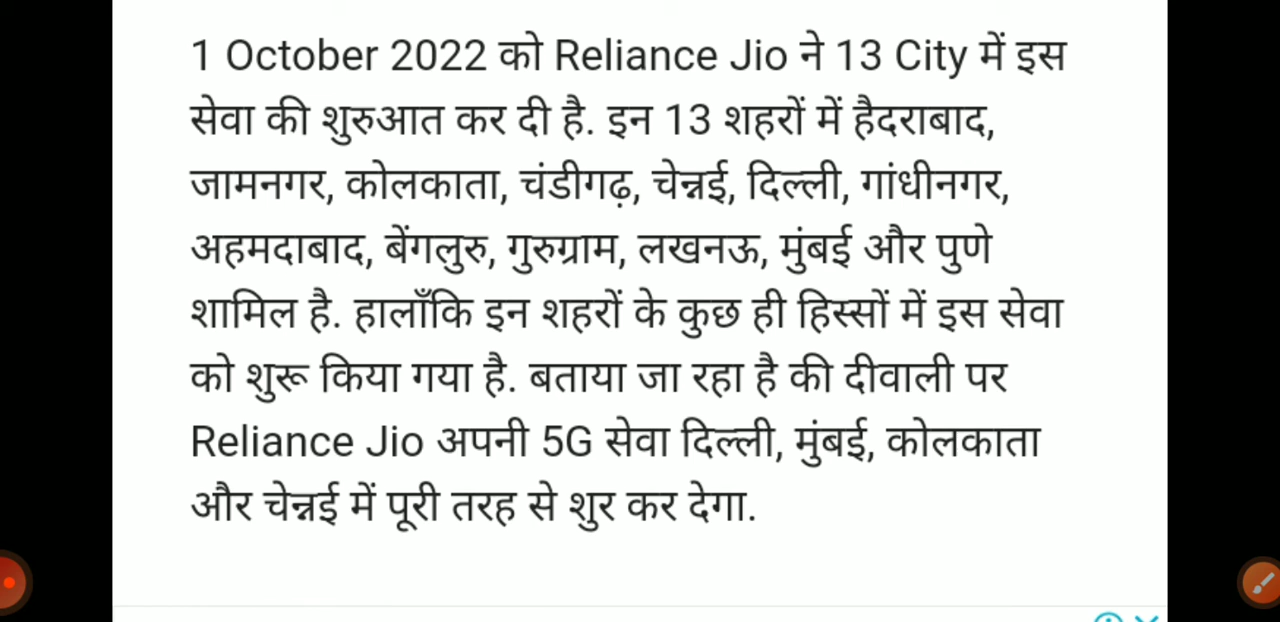 1 October 2022 को Reliance Jio ने 13 City में इस
सेवा की शुरुआत कर दी है. इन 13 शहरों में हैदराबाद,
जामनगर, कोलकाता, चंडीगढ़, चेन्नई, दिल्ली, गांधीनगर,
अहमदाबाद, बेंगलुरु, गुरुग्राम, लखनऊ, मुंबई और पुणे
शामिल है. हालाँकि इन शहरों के कुछ ही हिस्सों में इस सेवा
को शुरू किया गया है. बताया जा रहा है की दीवाली पर
Reliance Jio अपनी 5G सेवा दिल्ली, मुंबई, कोलकाता
और चेन्नई में पूरी तरह से शुर कर देगा.